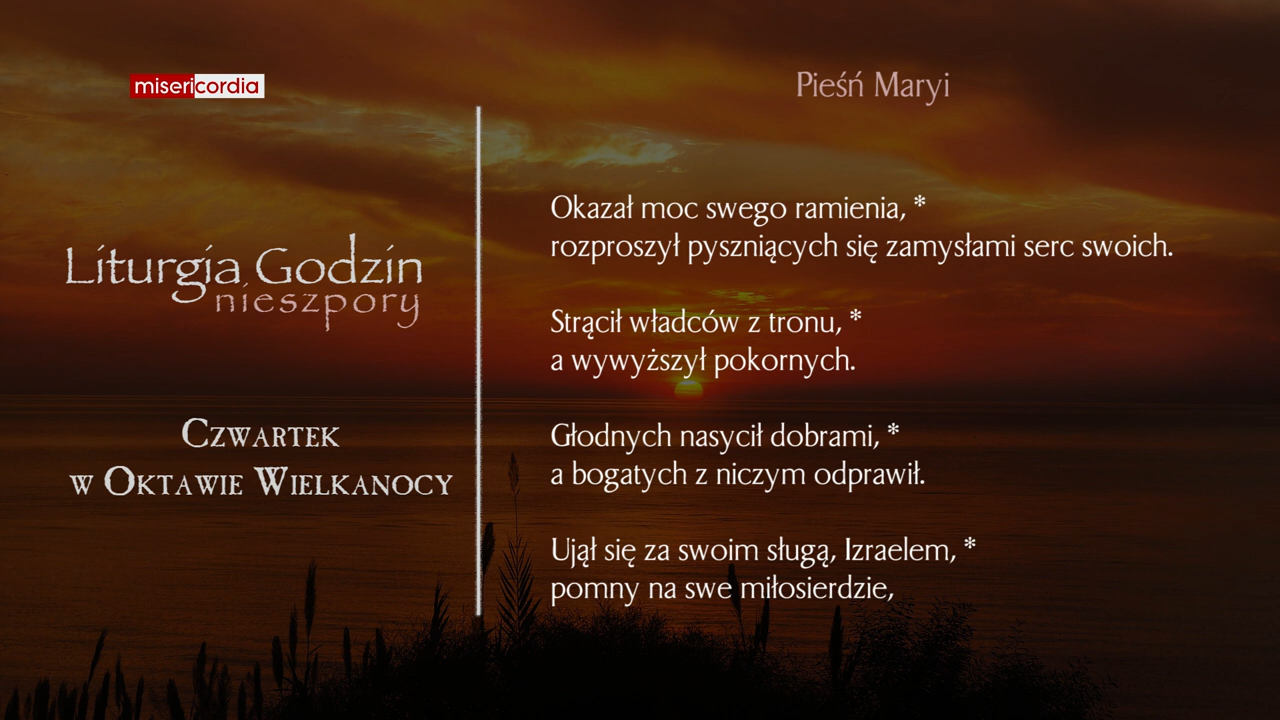 misericordia
Liturgia Godzin
nieszpory
Czwartek
w Oktawie Wielkanocy
Pieśń Maryi
Okazał moc swego ramienia, *
rozproszył pyszniących się zamysłami serc swoich.
Strącił władców z tronu, *
a wywyższył pokornych.
Głodnych nasycił dobrami, *
a bogatych z niczym odprawił.
Ujął się za swoim sługą, Izraelem, *
pomny na swe miłosierdzie,